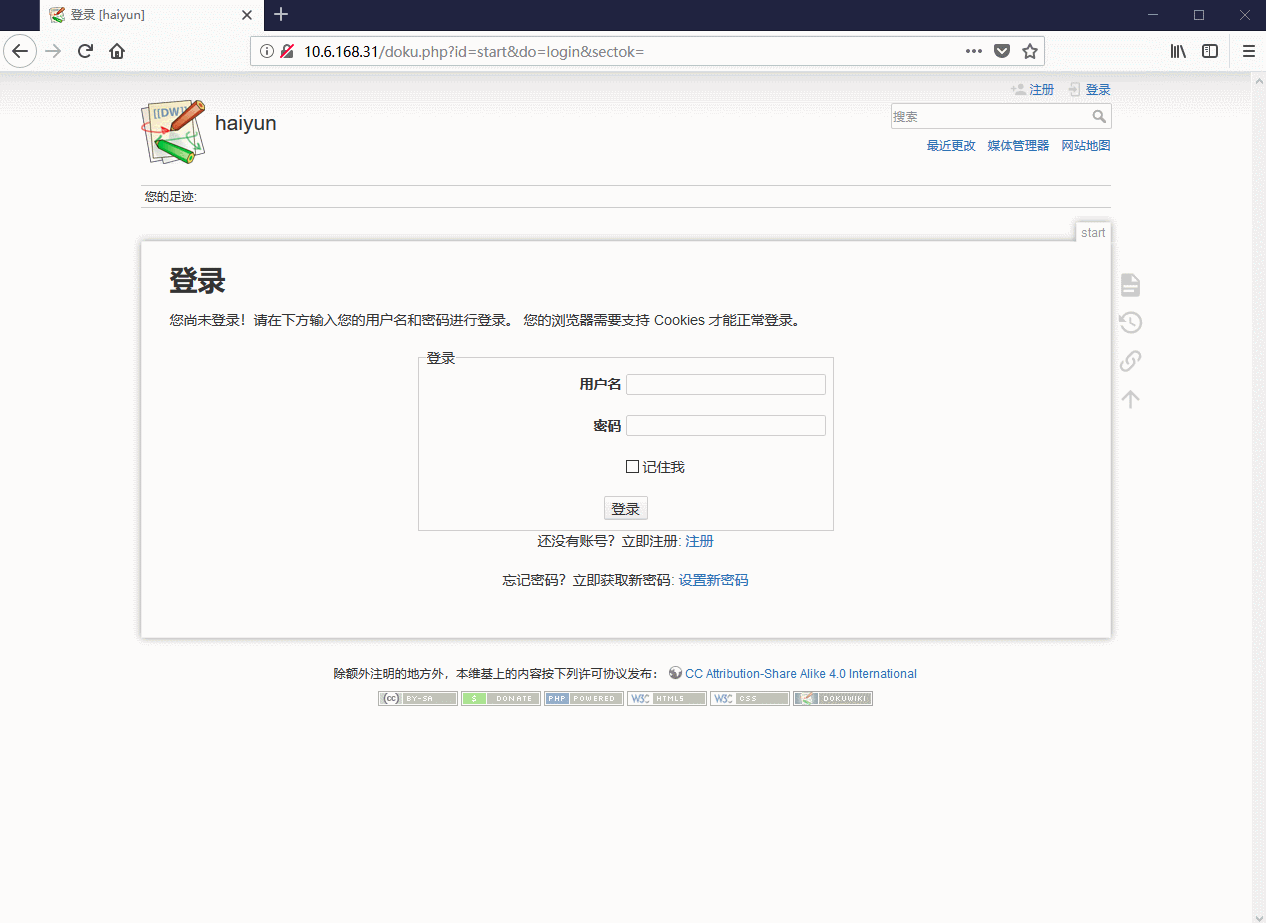 登录 [haiyun]
10.6.168.31/doku.php?id=start&do=login&sectok=
注册 登录
[[DW]]
haiyun
搜索
最近更改 媒体管理器 网站地图
您的足迹:
start
登录
您尚未登录！请在下方输入您的用户名和密码进行登录。 您的浏览器需要支持 Cookies 才能正常登录。
登录
用户名
密码
记住我
登录
还没有账号？立即注册: 注册
忘记密码？立即获取新密码: 设置新密码
除额外注明的地方外，本维基上的内容按下列许可协议发布： CC Attribution-Share Alike 4.0 International
(cc) BY-SA $ DONATE PHP POWERED W3C HTML5 W3C CSS DOKUWIKI